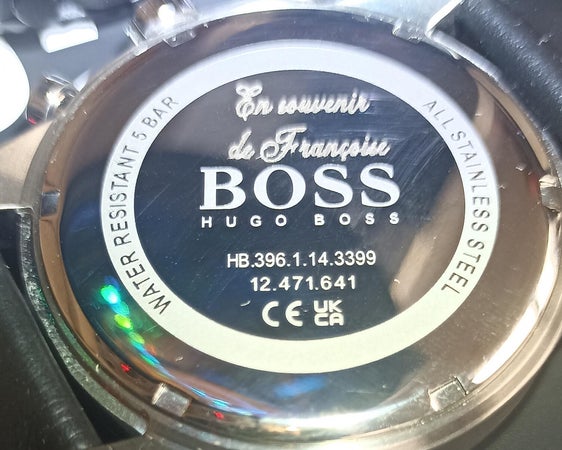 En souvenir
de Françoise
BOSS
HUGO BOSS
HB.396.1.14.3399
12.471.641
CE UK CA
WATER RESISTANT 5 BAR
ALL STAINLESS STEEL